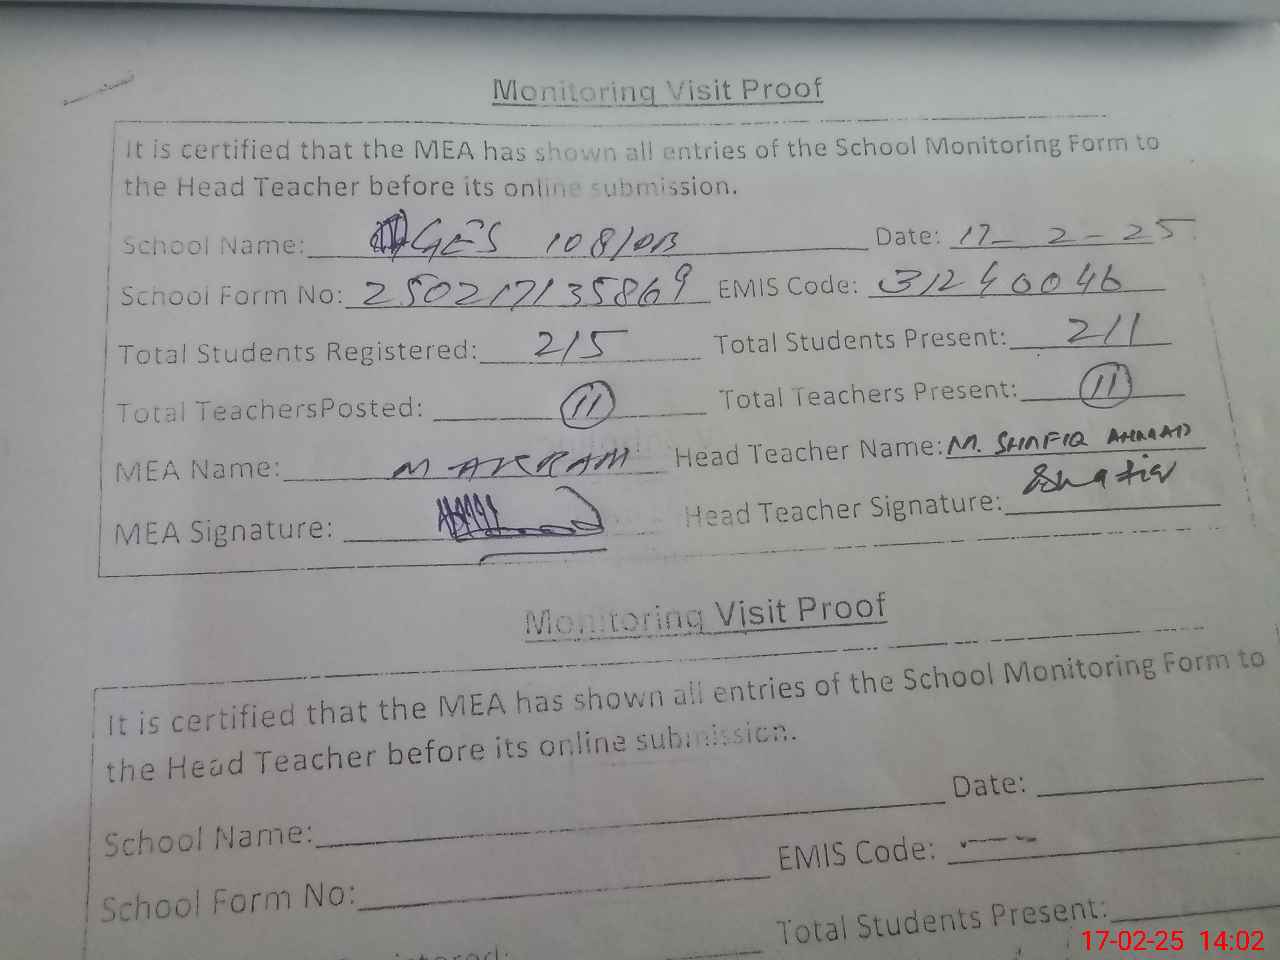 Monitoring Visit Proof
It is certified that the MEA has shown all entries of the School Monitoring Form to
the Head Teacher before its online submission.
School Name: GES 108/DB Date: 17-2-25
School Form No: 250217135869 EMIS Code: 31240046
Total Students Registered: 215 Total Students Present: 211
Total TeachersPosted: 11 Total Teachers Present: 11
MEA Name: M AKRAM Head Teacher Name: M. SHAFIQ AHMAD
MEA Signature: Head Teacher Signature: Shafiq
Monitoring Visit Proof
It is certified that the MEA has shown all entries of the School Monitoring Form to
the Head Teacher before its online submission.
School Name: Date:
School Form No: EMIS Code:
Total Students Present:
17-02-25 14:02